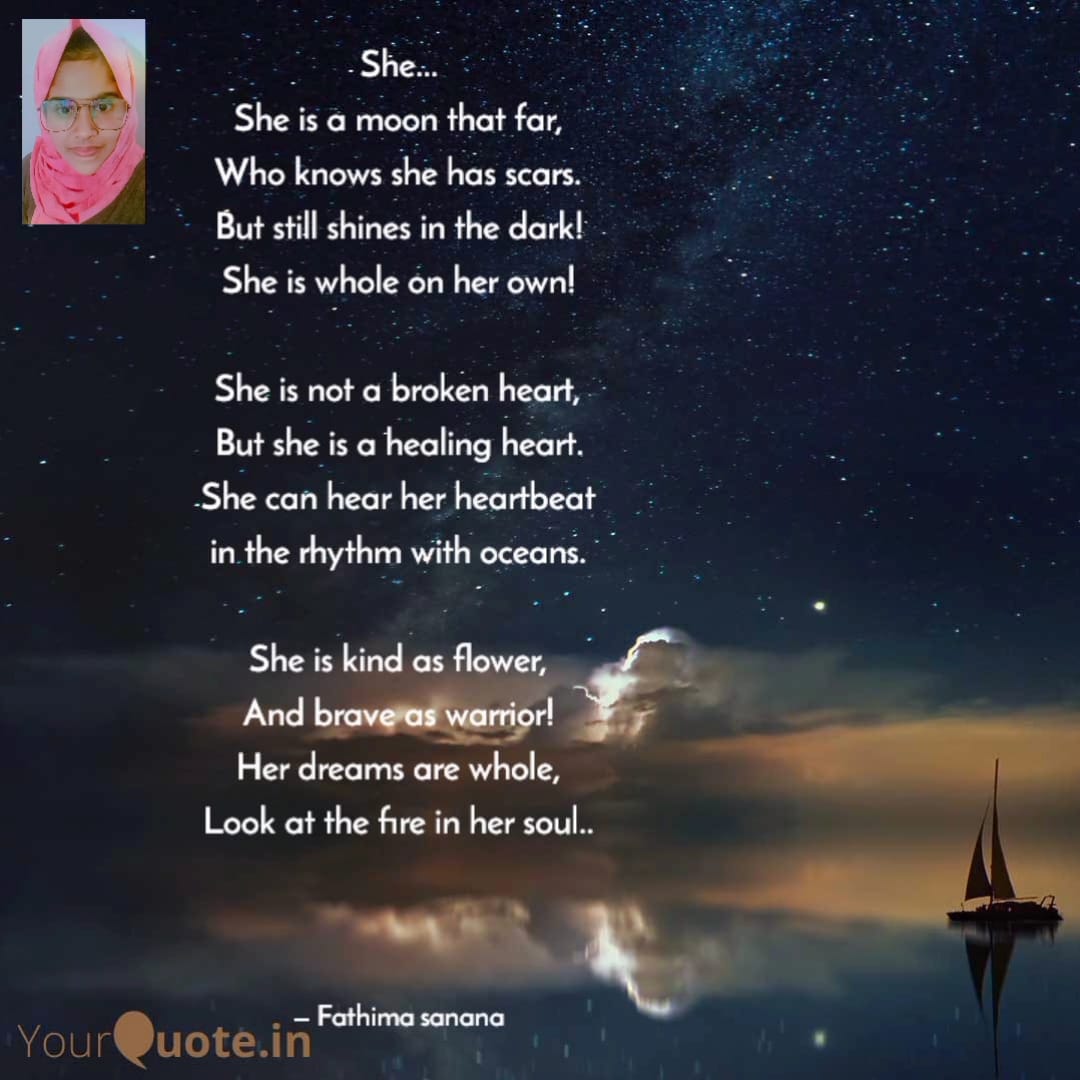 She...
She is a moon that far,
Who knows she has scars.
But still shines in the dark!
She is whole on her own!
She is not a broken heart,
But she is a healing heart.
She can hear her heartbeat
in the rhythm with oceans.
She is kind as flower,
And brave as warrior!
Her dreams are whole,
Look at the fire in her soul..
– Fathima sanana
YourQuote.in